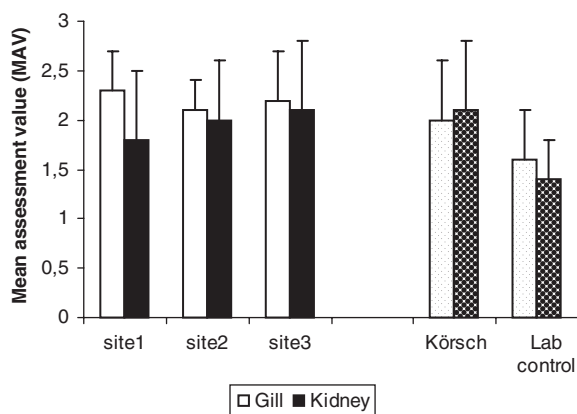 Mean assessment value (MAV)
3
2,5
2
1,5
1
0,5
0
site1 site2 site3 Körsch Lab
control
Gill Kidney